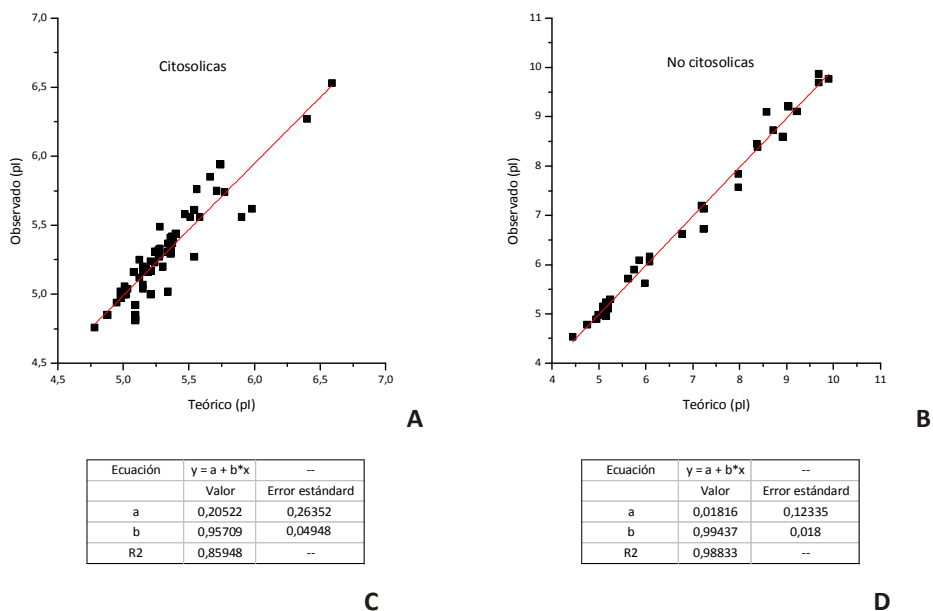 Citosolicas
Observado (pI)
7,0
6,5
6,0
5,5
5,0
4,5
4,5 5,0 5,5 6,0 6,5 7,0
Teórico (pI)
A
No citosolicas
Observado (pI)
11
10
9
8
7
6
5
4
4 5 6 7 8 9 10 11
Teórico (pI)
B
Ecuación y = a + b*x --
Valor Error estándard
a 0,20522 0,26352
b 0,95709 0,04948
R2 0,85948 --
C
Ecuación y = a + b*x --
Valor Error estándard
a 0,01816 0,12335
b 0,99437 0,018
R2 0,98833 --
D